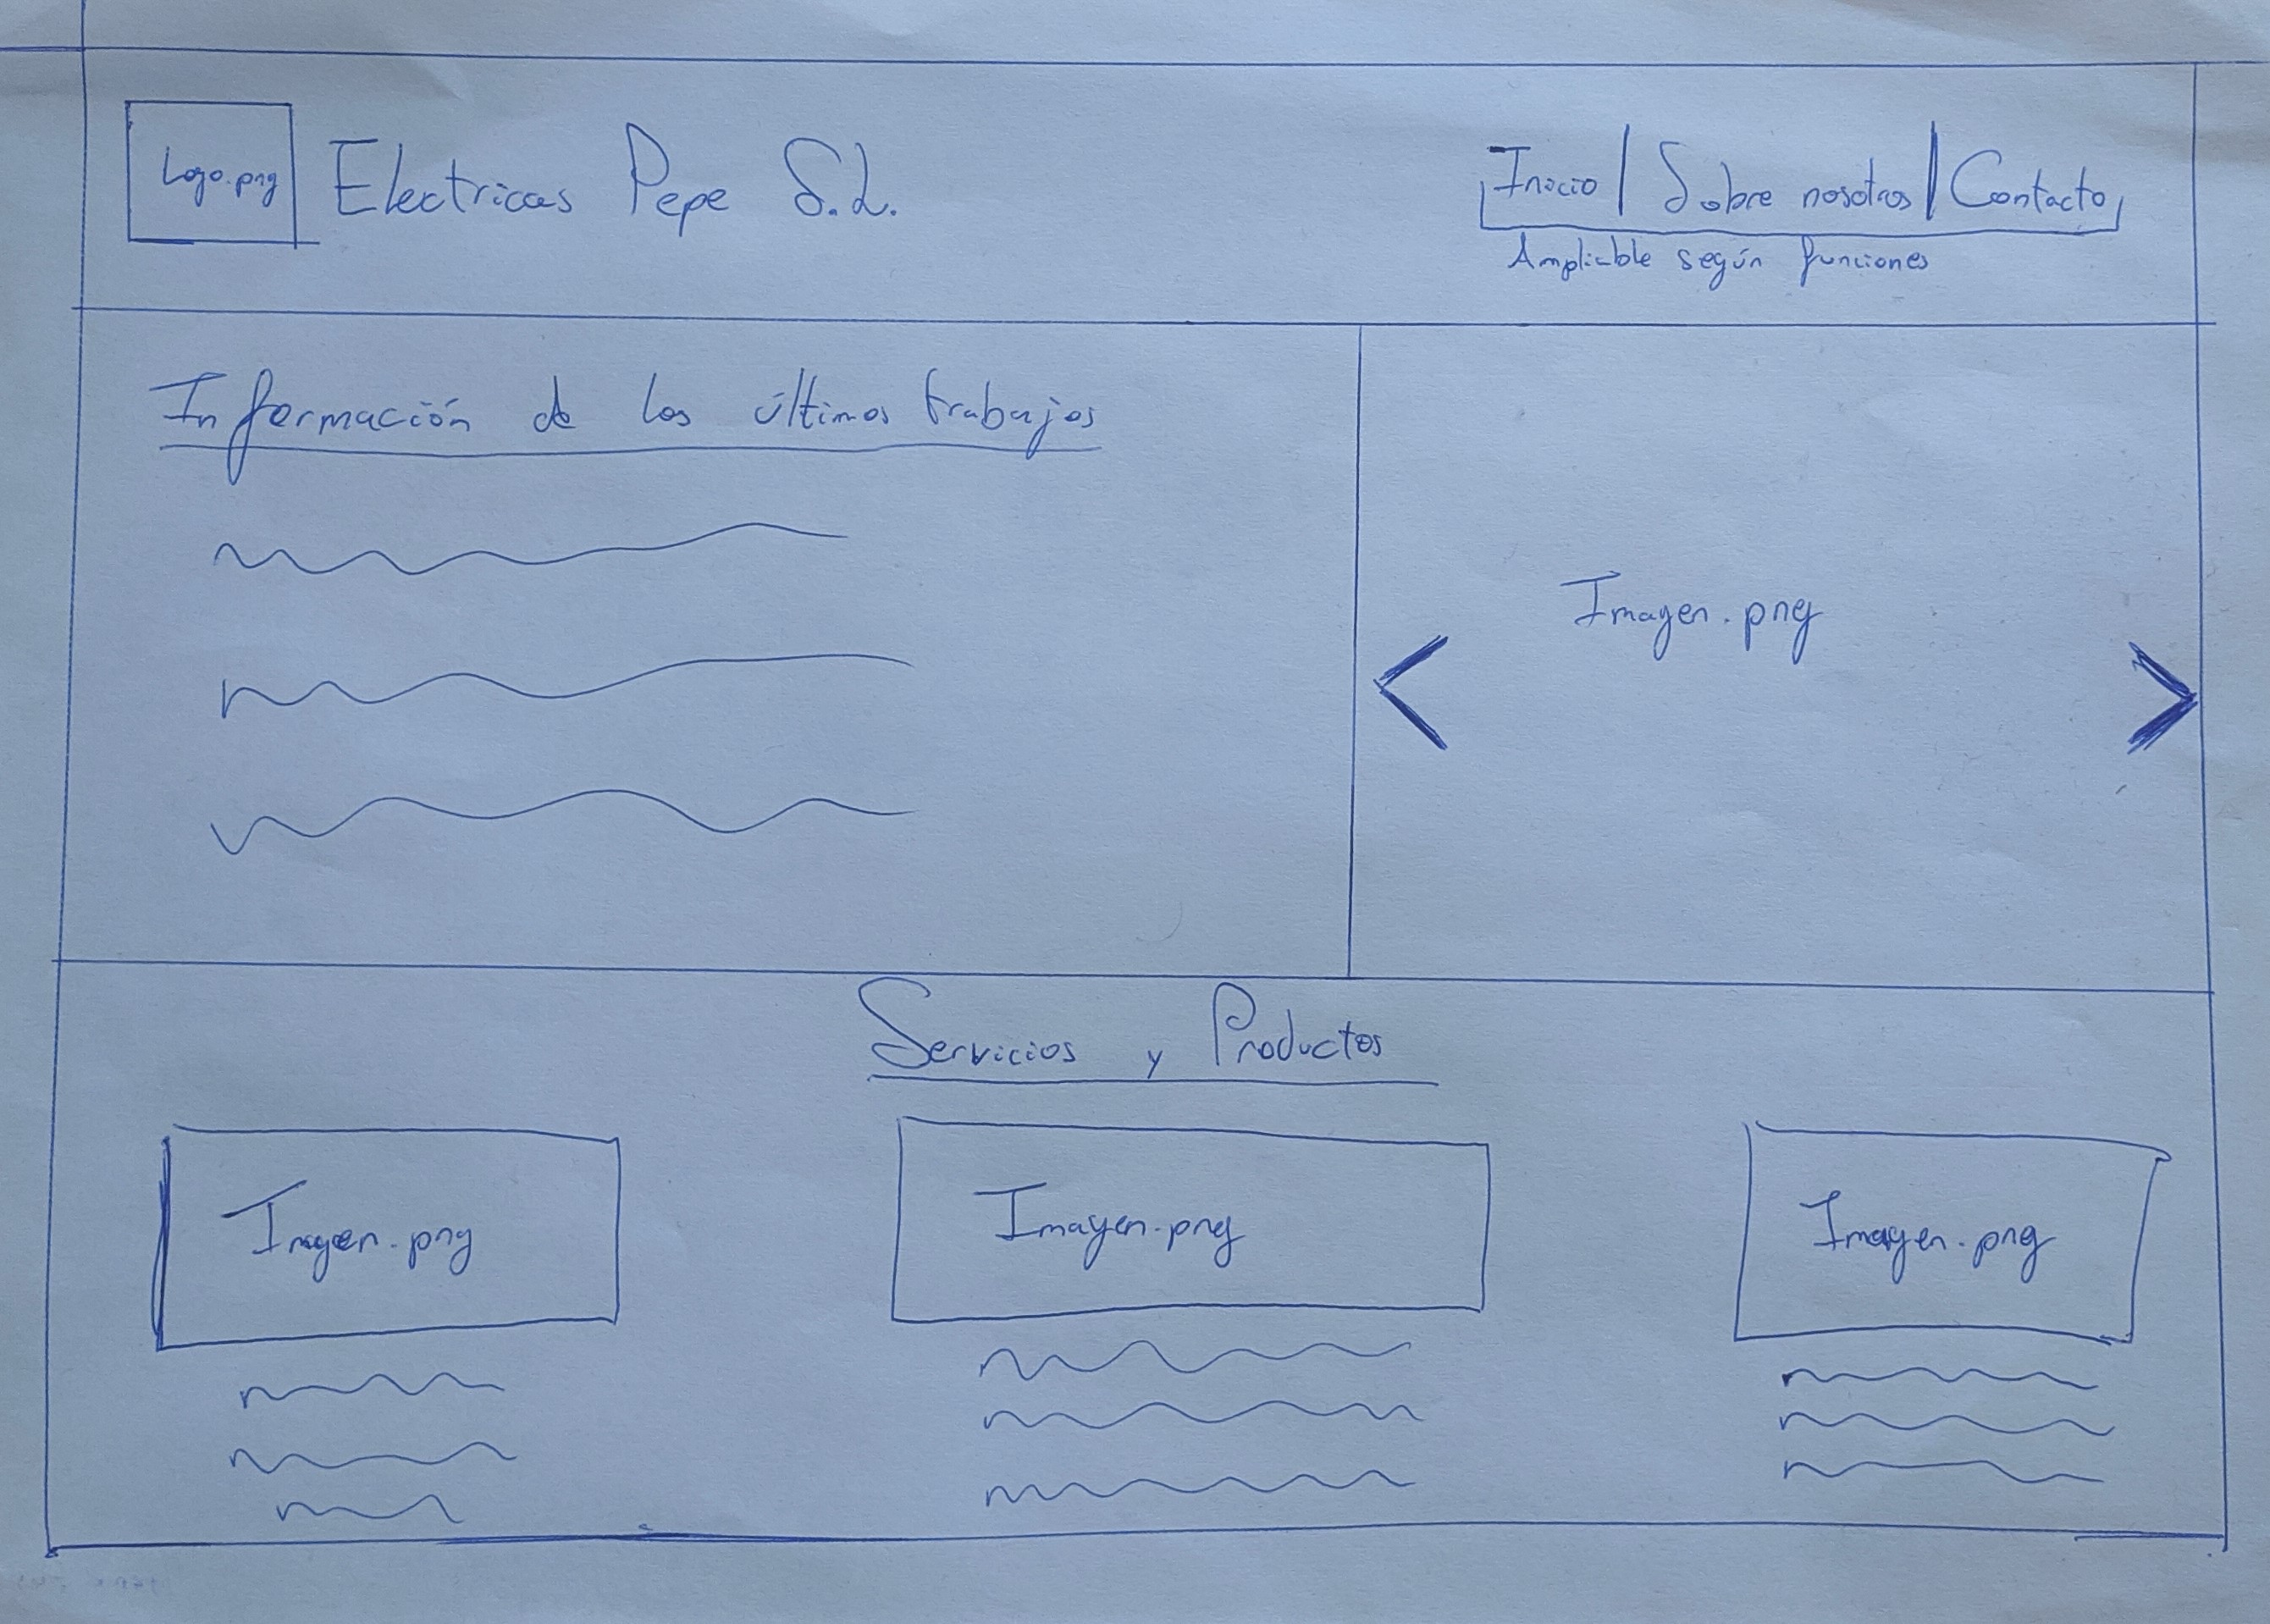 Logo.png
Electricas Pepe S.L.
Inicio | Sobre nosotros | Contacto
Ampliable según funciones
Información de los últimos trabajos
Imagen.png
Servicios y Productos
Imagen.png
Imagen.png
Imagen.png